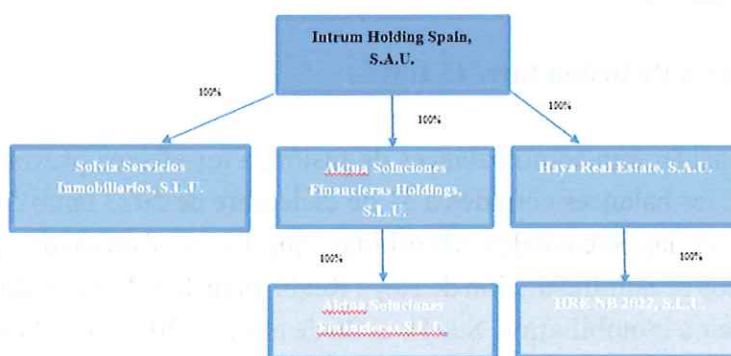 Intrum Holding Spain,
S.A.U.
100%
100%
100%
Solvia Servicios
Inmobiliarios, S.L.U.
Aktua Soluciones
Financieras Holdings,
S.L.U.
Haya Real Estate, S.A.U.
100%
100%
Aktua Soluciones
S.L.U.
HRE NB 2022, S.L.U.